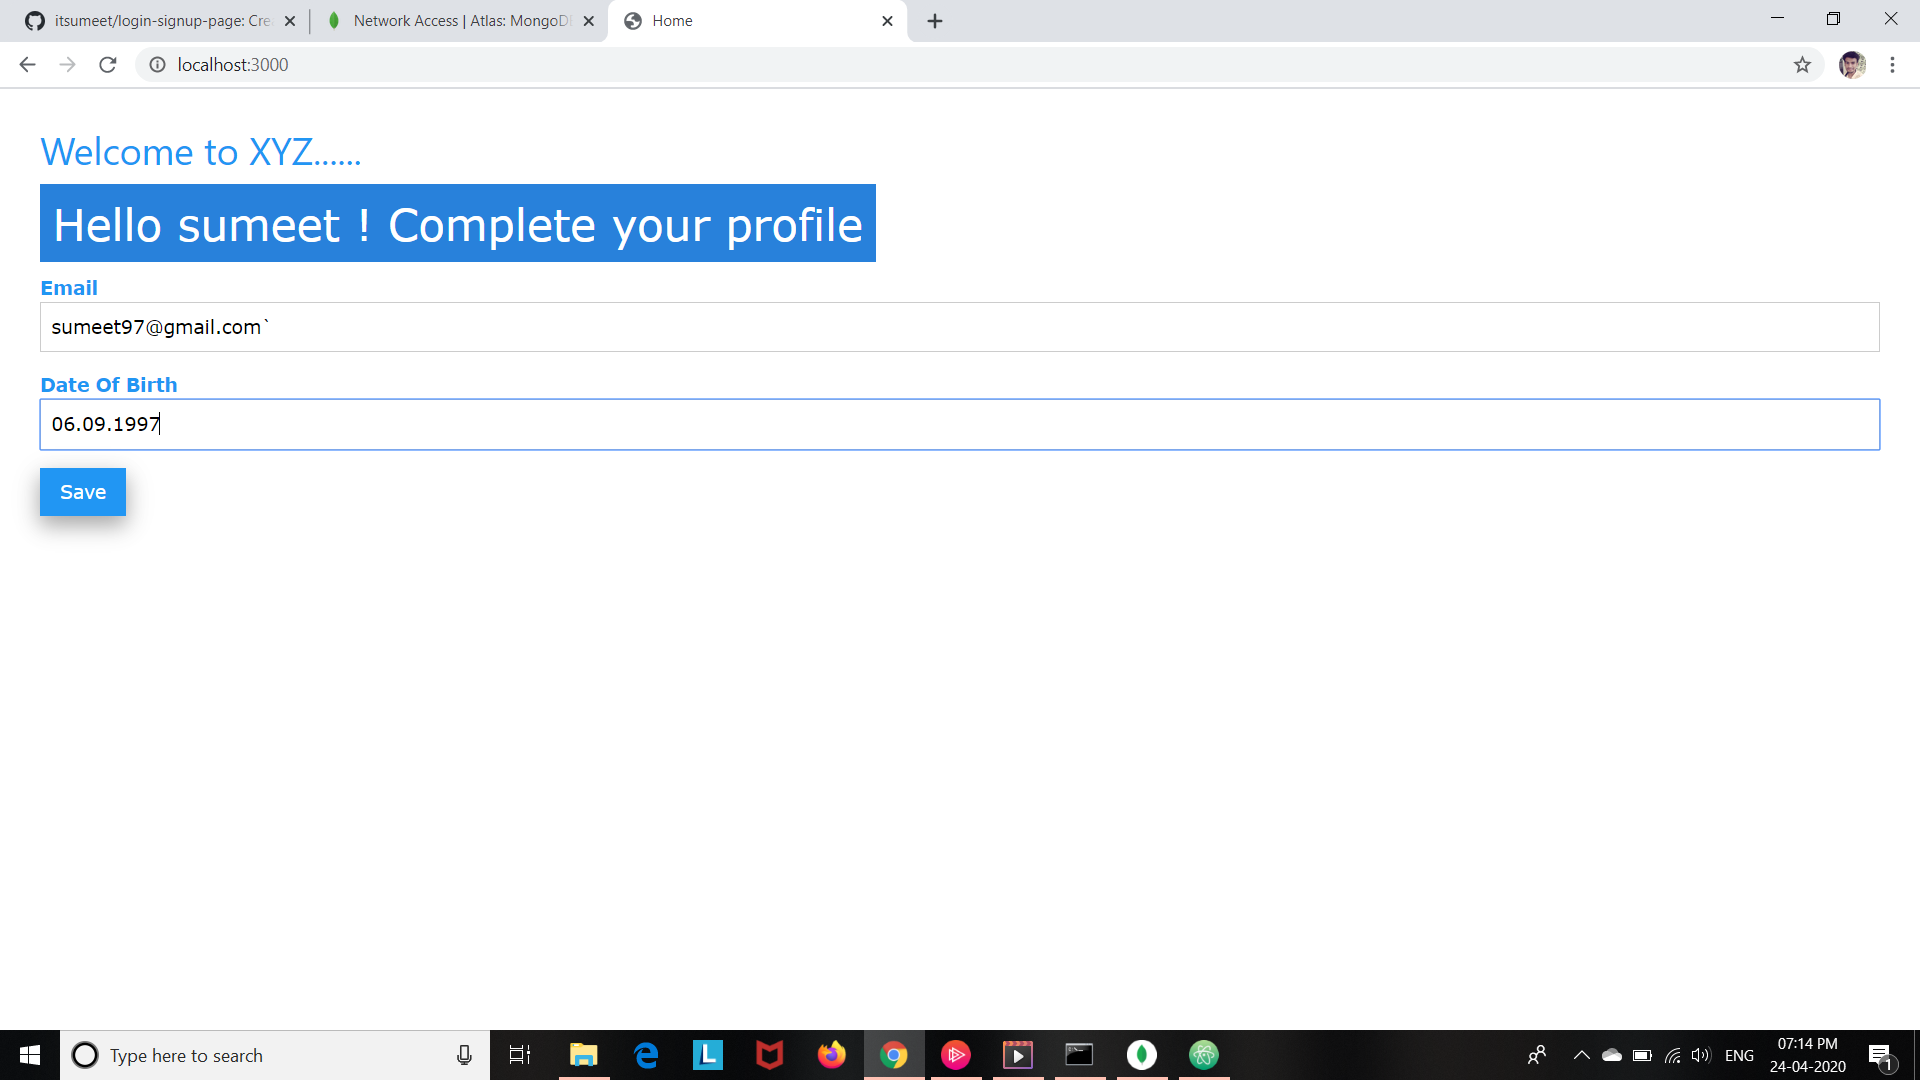 itsumeet/login-signup-page: Cre
Network Access | Atlas: MongoD
Home
localhost:3000
Welcome to XYZ......
Hello sumeet ! Complete your profile
Email
sumeet97@gmail.com`
Date Of Birth
06.09.1997
Save
Type here to search
L
ENG
07:14 PM
24-04-2020
1